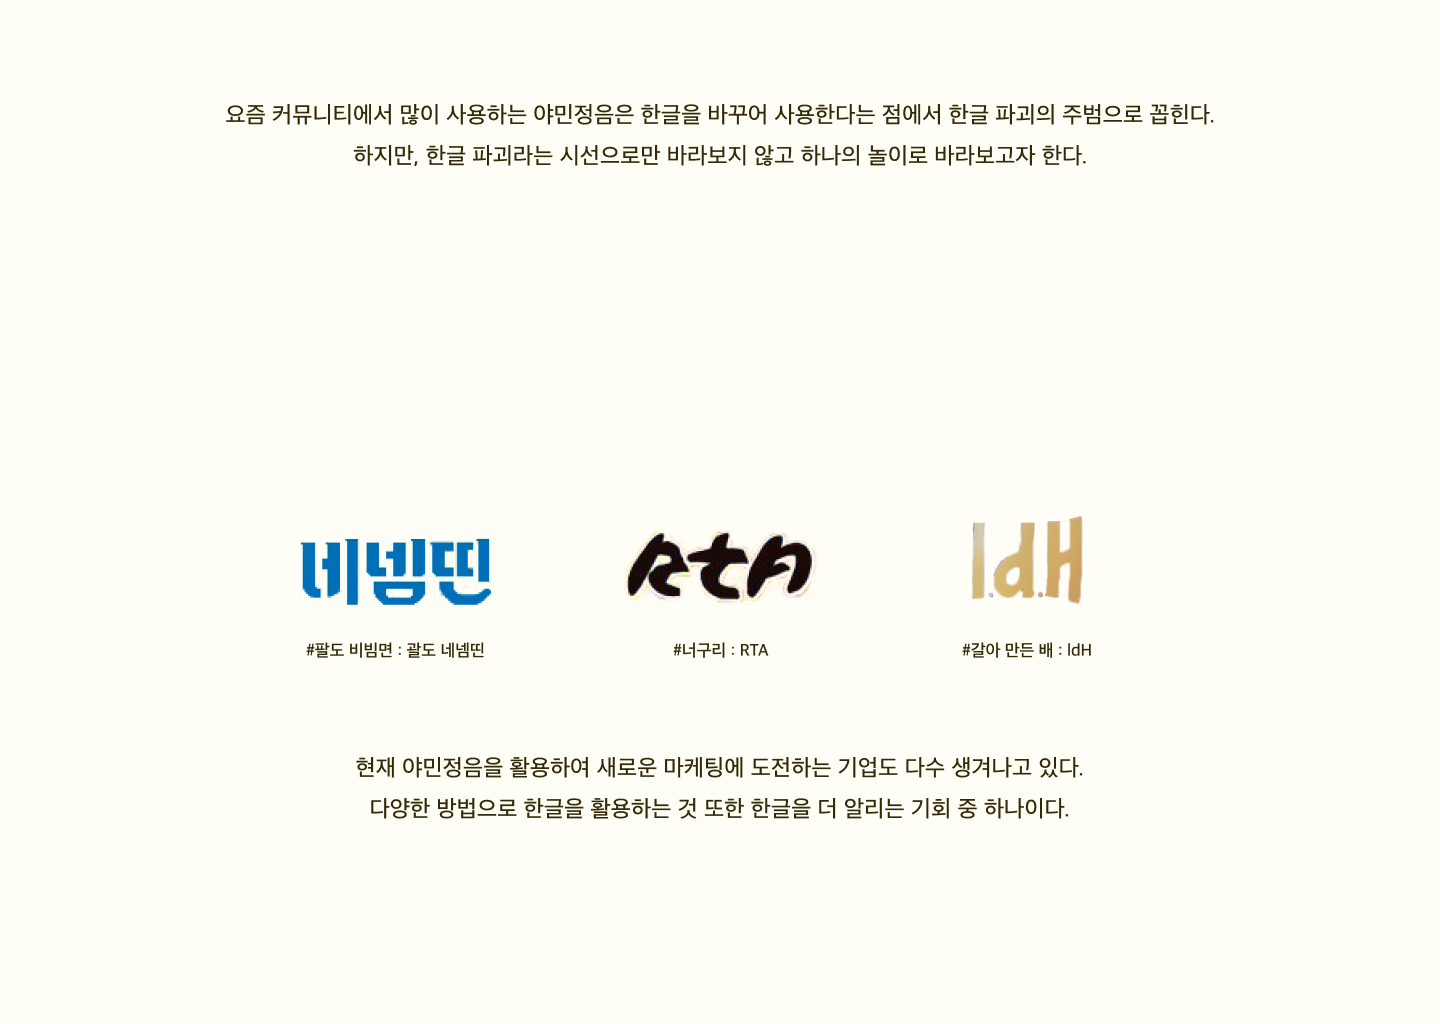 요즘 커뮤니티에서 많이 사용하는 야민정음은 한글을 바꾸어 사용한다는 점에서 한글 파괴의 주범으로 꼽힌다.
하지만, 한글 파괴라는 시선으로만 바라보지 않고 하나의 놀이로 바라보고자 한다.
네넴띤
RtA
I.d.H
#팔도 비빔면 : 괄도 네넴띤
#너구리 : RTA
#갈아 만든 배 : IdH
현재 야민정음을 활용하여 새로운 마케팅에 도전하는 기업도 다수 생겨나고 있다.
다양한 방법으로 한글을 활용하는 것 또한 한글을 더 알리는 기회 중 하나이다.